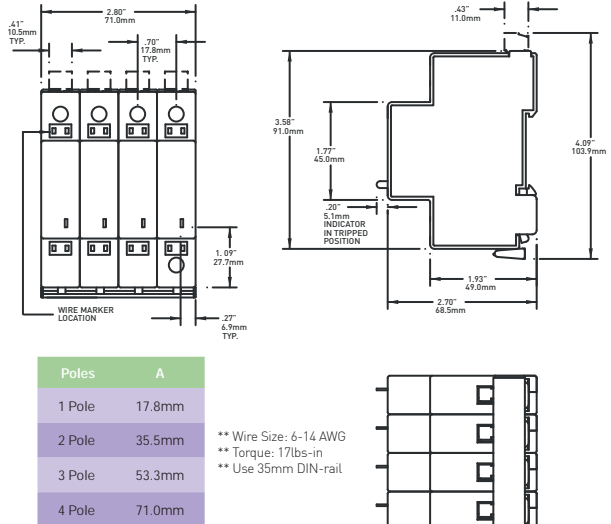 2.80"
71.0mm
.41"
10.5mm
TYP.
.70"
17.8mm
TYP.
1. 09"
27.7mm
WIRE MARKER
LOCATION
.27"
6.9mm
TYP.
.43"
11.0mm
3.58"
91.0mm
1.77"
45.0mm
4.09"
103.9mm
.20"
5.1mm
INDICATOR
IN TRIPPED
POSITION
1.93"
49.0mm
2.70"
68.5mm
Poles A
1 Pole 17.8mm
2 Pole 35.5mm
3 Pole 53.3mm
4 Pole 71.0mm
** Wire Size: 6-14 AWG
** Torque: 17lbs-in
** Use 35mm DIN-rail